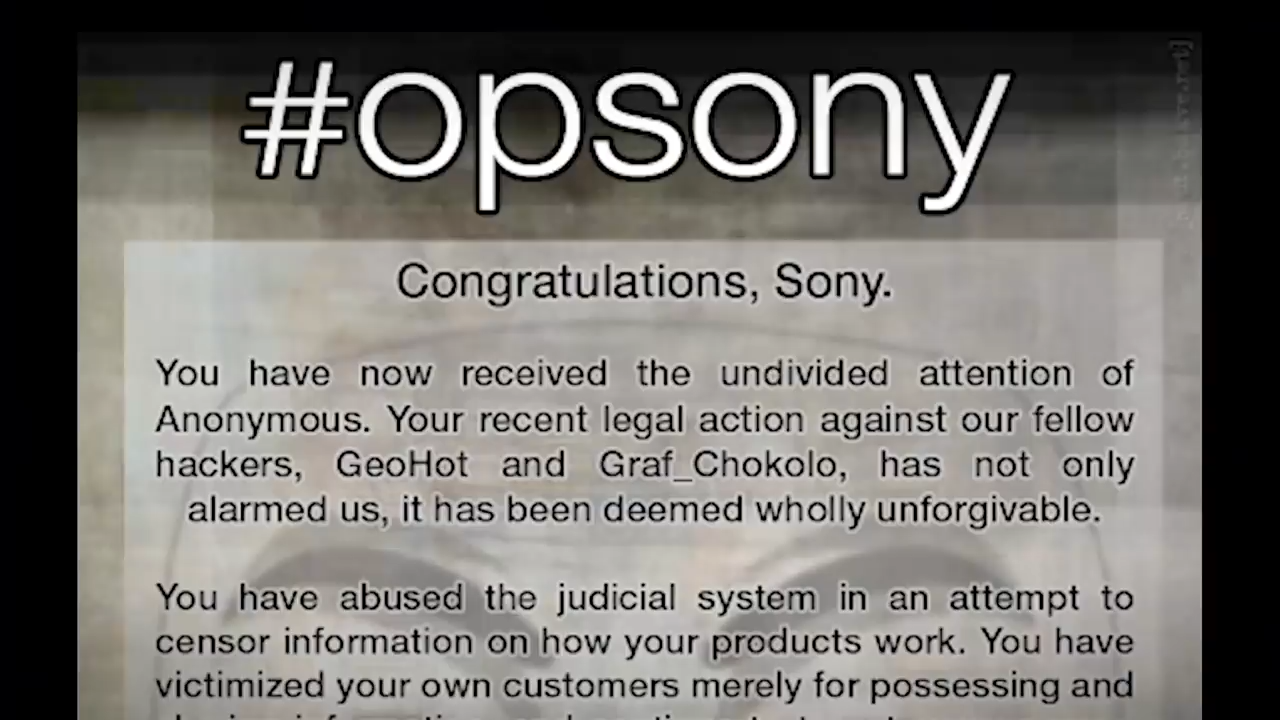 #opsony
Congratulations, Sony.
You have now received the undivided attention of
Anonymous. Your recent legal action against our fellow
hackers, GeoHot and Graf_Chokolo, has not only
alarmed us, it has been deemed wholly unforgivable.
You have abused the judicial system in an attempt to
censor information on how your products work. You have
victimized your own customers merely for possessing and